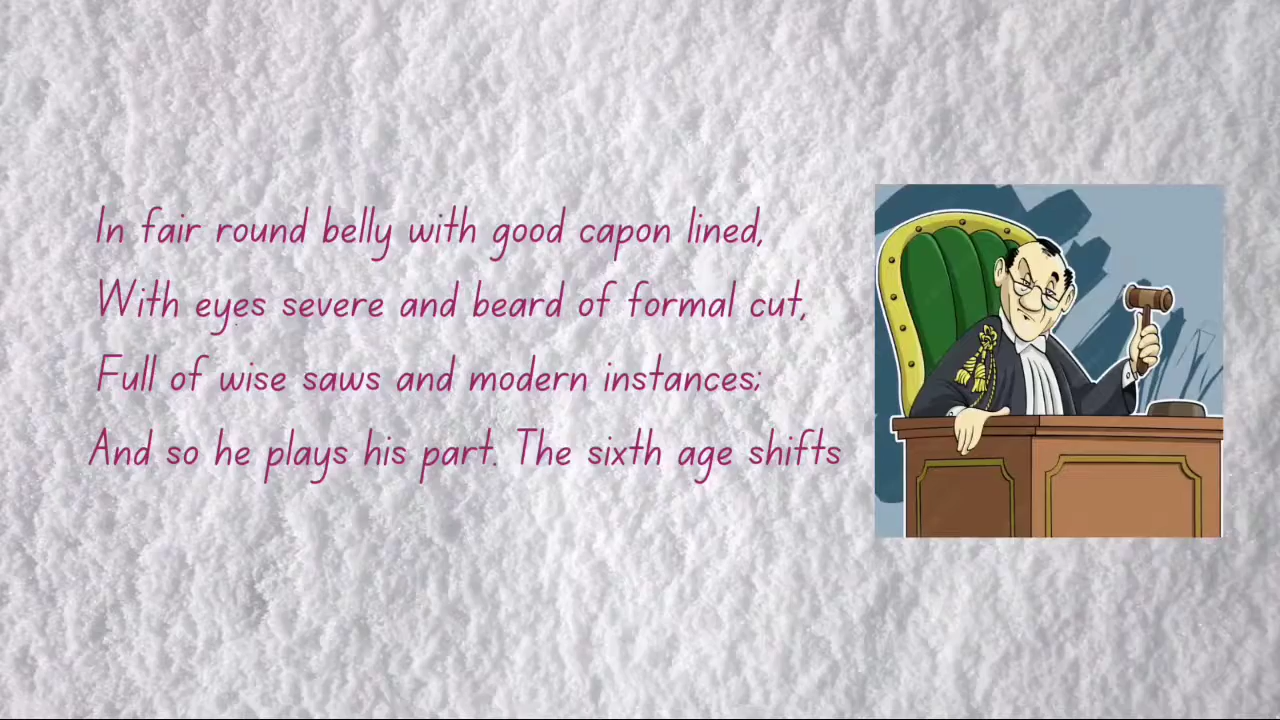 In fair round belly with good capon lined,
With eyes severe and beard of formal cut,
Full of wise saws and modern instances;
And so he plays his part. The sixth age shifts